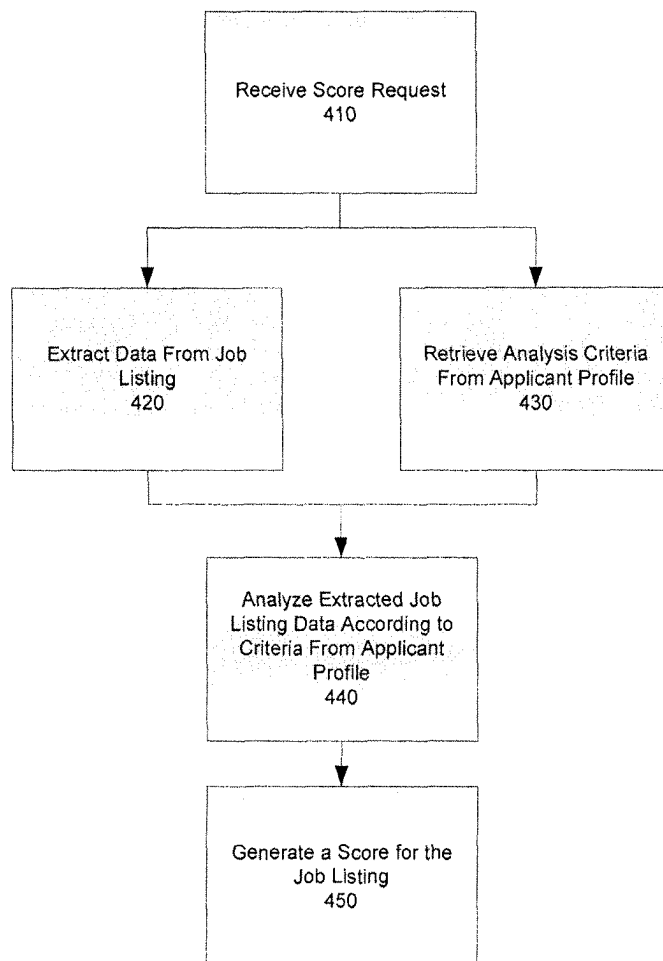 Receive Score Request
410
Extract Data From Job
Listing
420
Retrieve Analysis Criteria
From Applicant Profile
430
Analyze Extracted Job
Listing Data According to
Criteria From Applicant
Profile
440
Generate a Score for the
Job Listing
450